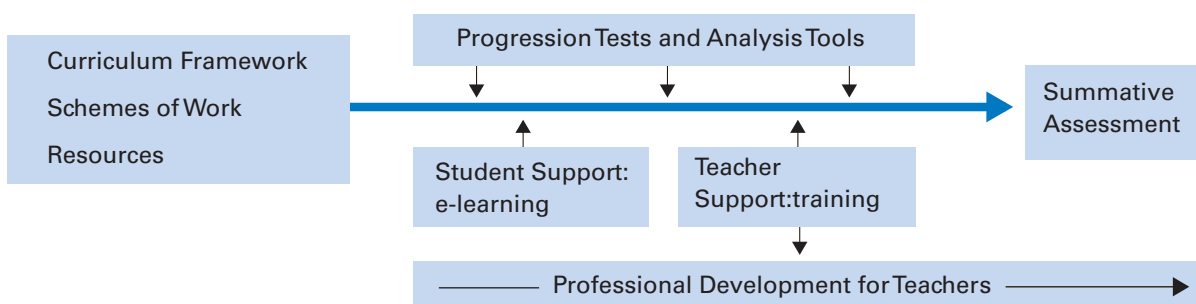 Curriculum Framework
Schemes of Work
Resources
Progression Tests and Analysis Tools
Student Support:
e-learning
Teacher
Support:training
Summative
Assessment
Professional Development for Teachers